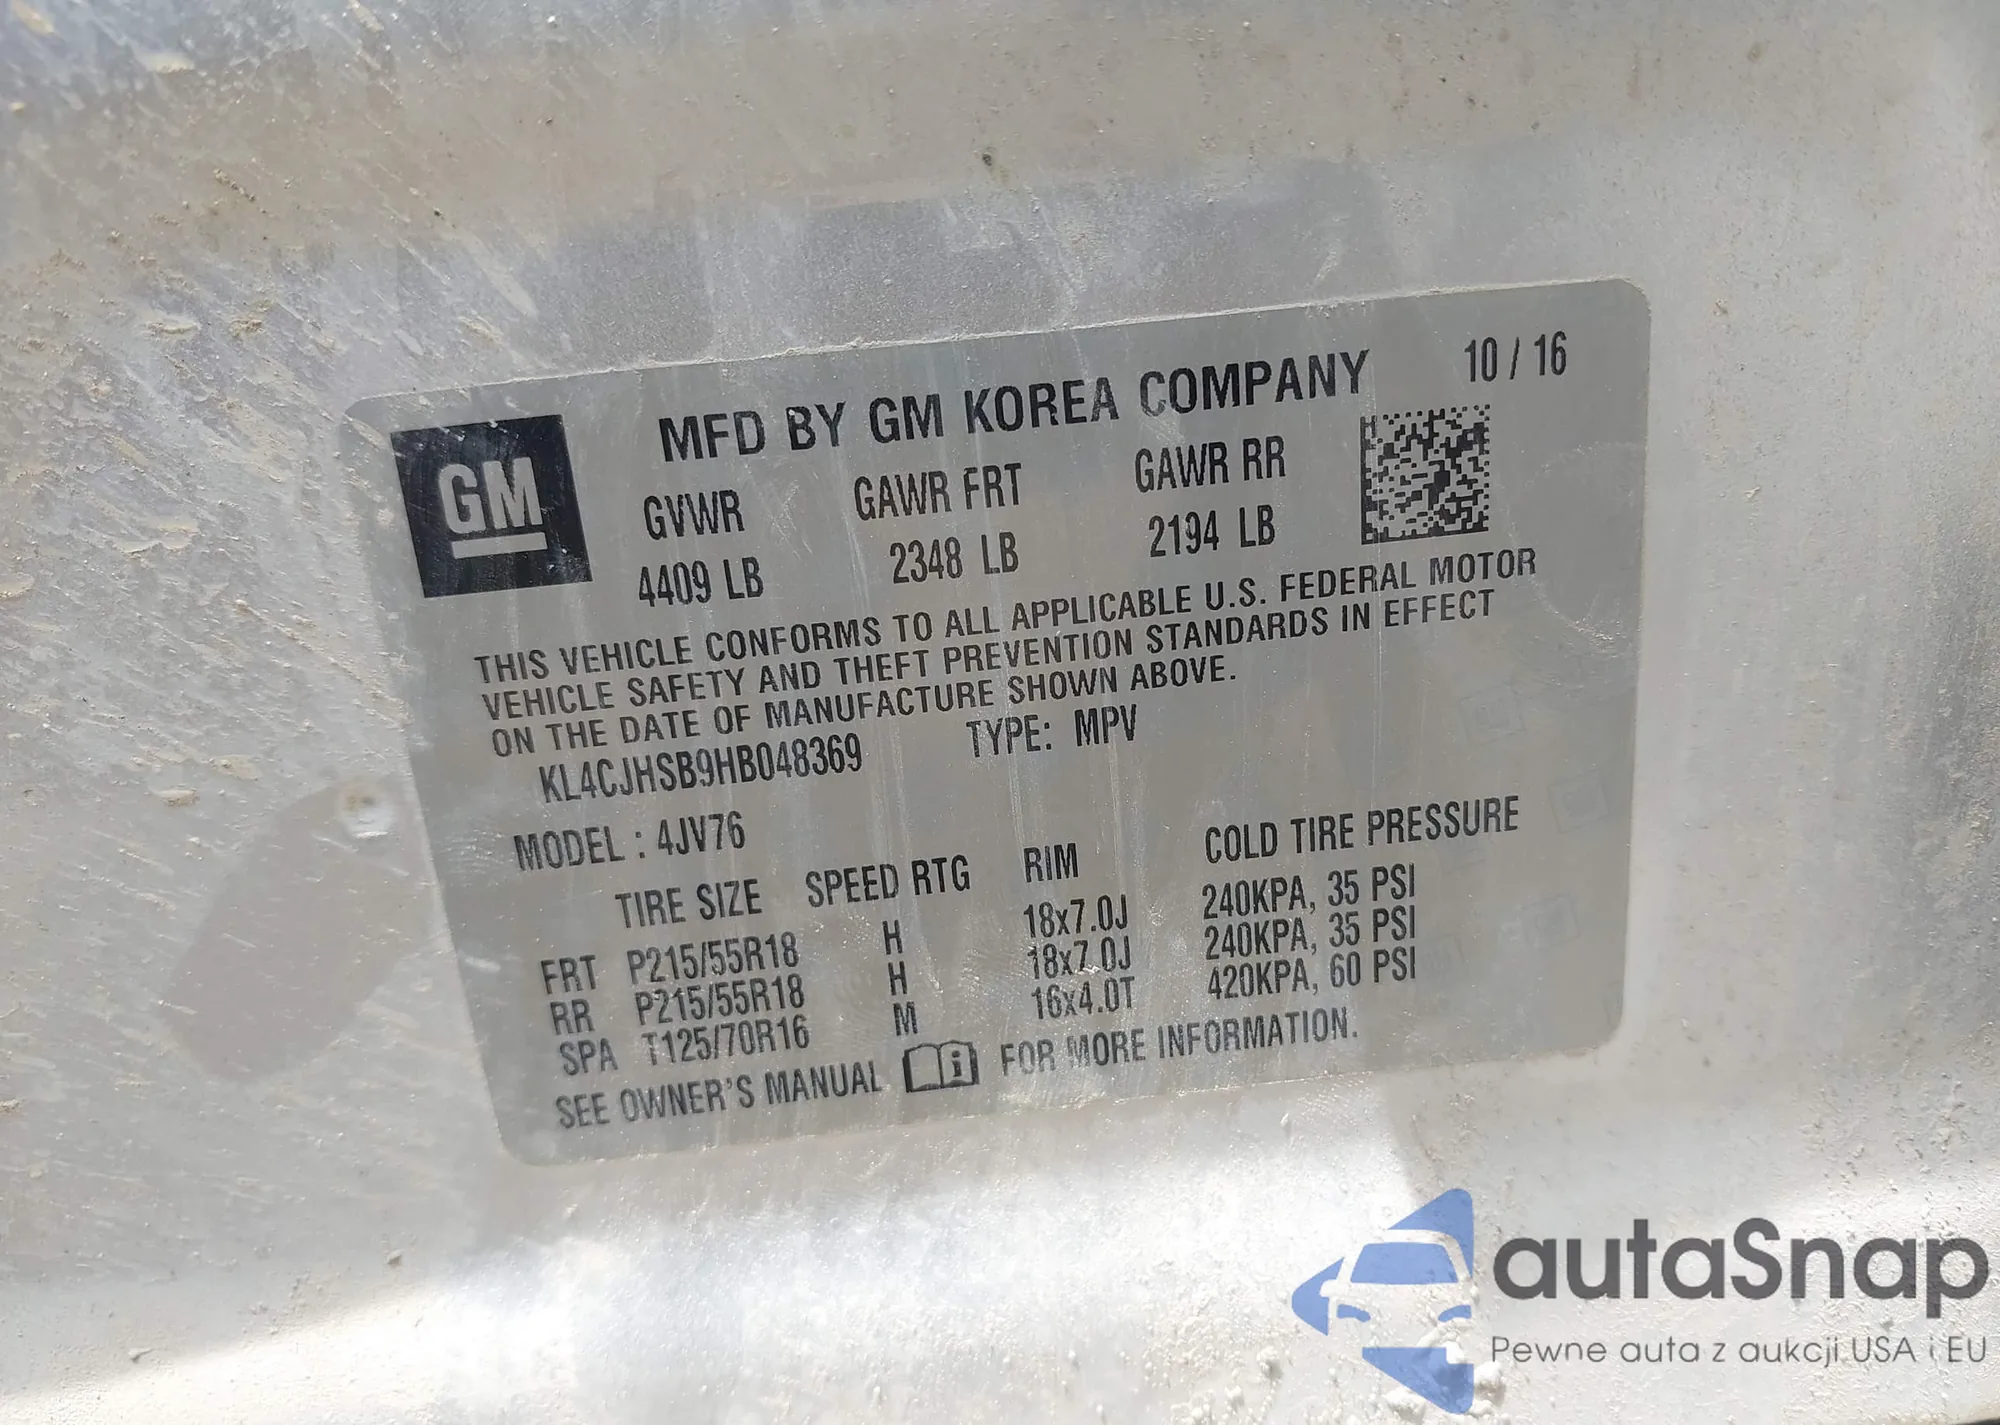 MFD BY GM KOREA COMPANY 10 / 16
GM
GVWR GAWR FRT GAWR RR
4409 LB 2348 LB 2194 LB
THIS VEHICLE CONFORMS TO ALL APPLICABLE U.S. FEDERAL MOTOR
VEHICLE SAFETY AND THEFT PREVENTION STANDARDS IN EFFECT
ON THE DATE OF MANUFACTURE SHOWN ABOVE.
KL4CJHSB9HB048369 TYPE: MPV
MODEL : 4JV76
TIRE SIZE SPEED RTG RIM COLD TIRE PRESSURE
FRT P215/55R18 H 18x7.0J 240KPA, 35 PSI
RR P215/55R18 H 18x7.0J 240KPA, 35 PSI
SPA T125/70R16 M 16x4.0T 420KPA, 60 PSI
SEE OWNER'S MANUAL FOR MORE INFORMATION.
autaSnap
Pewne auta z aukcji USA i EU